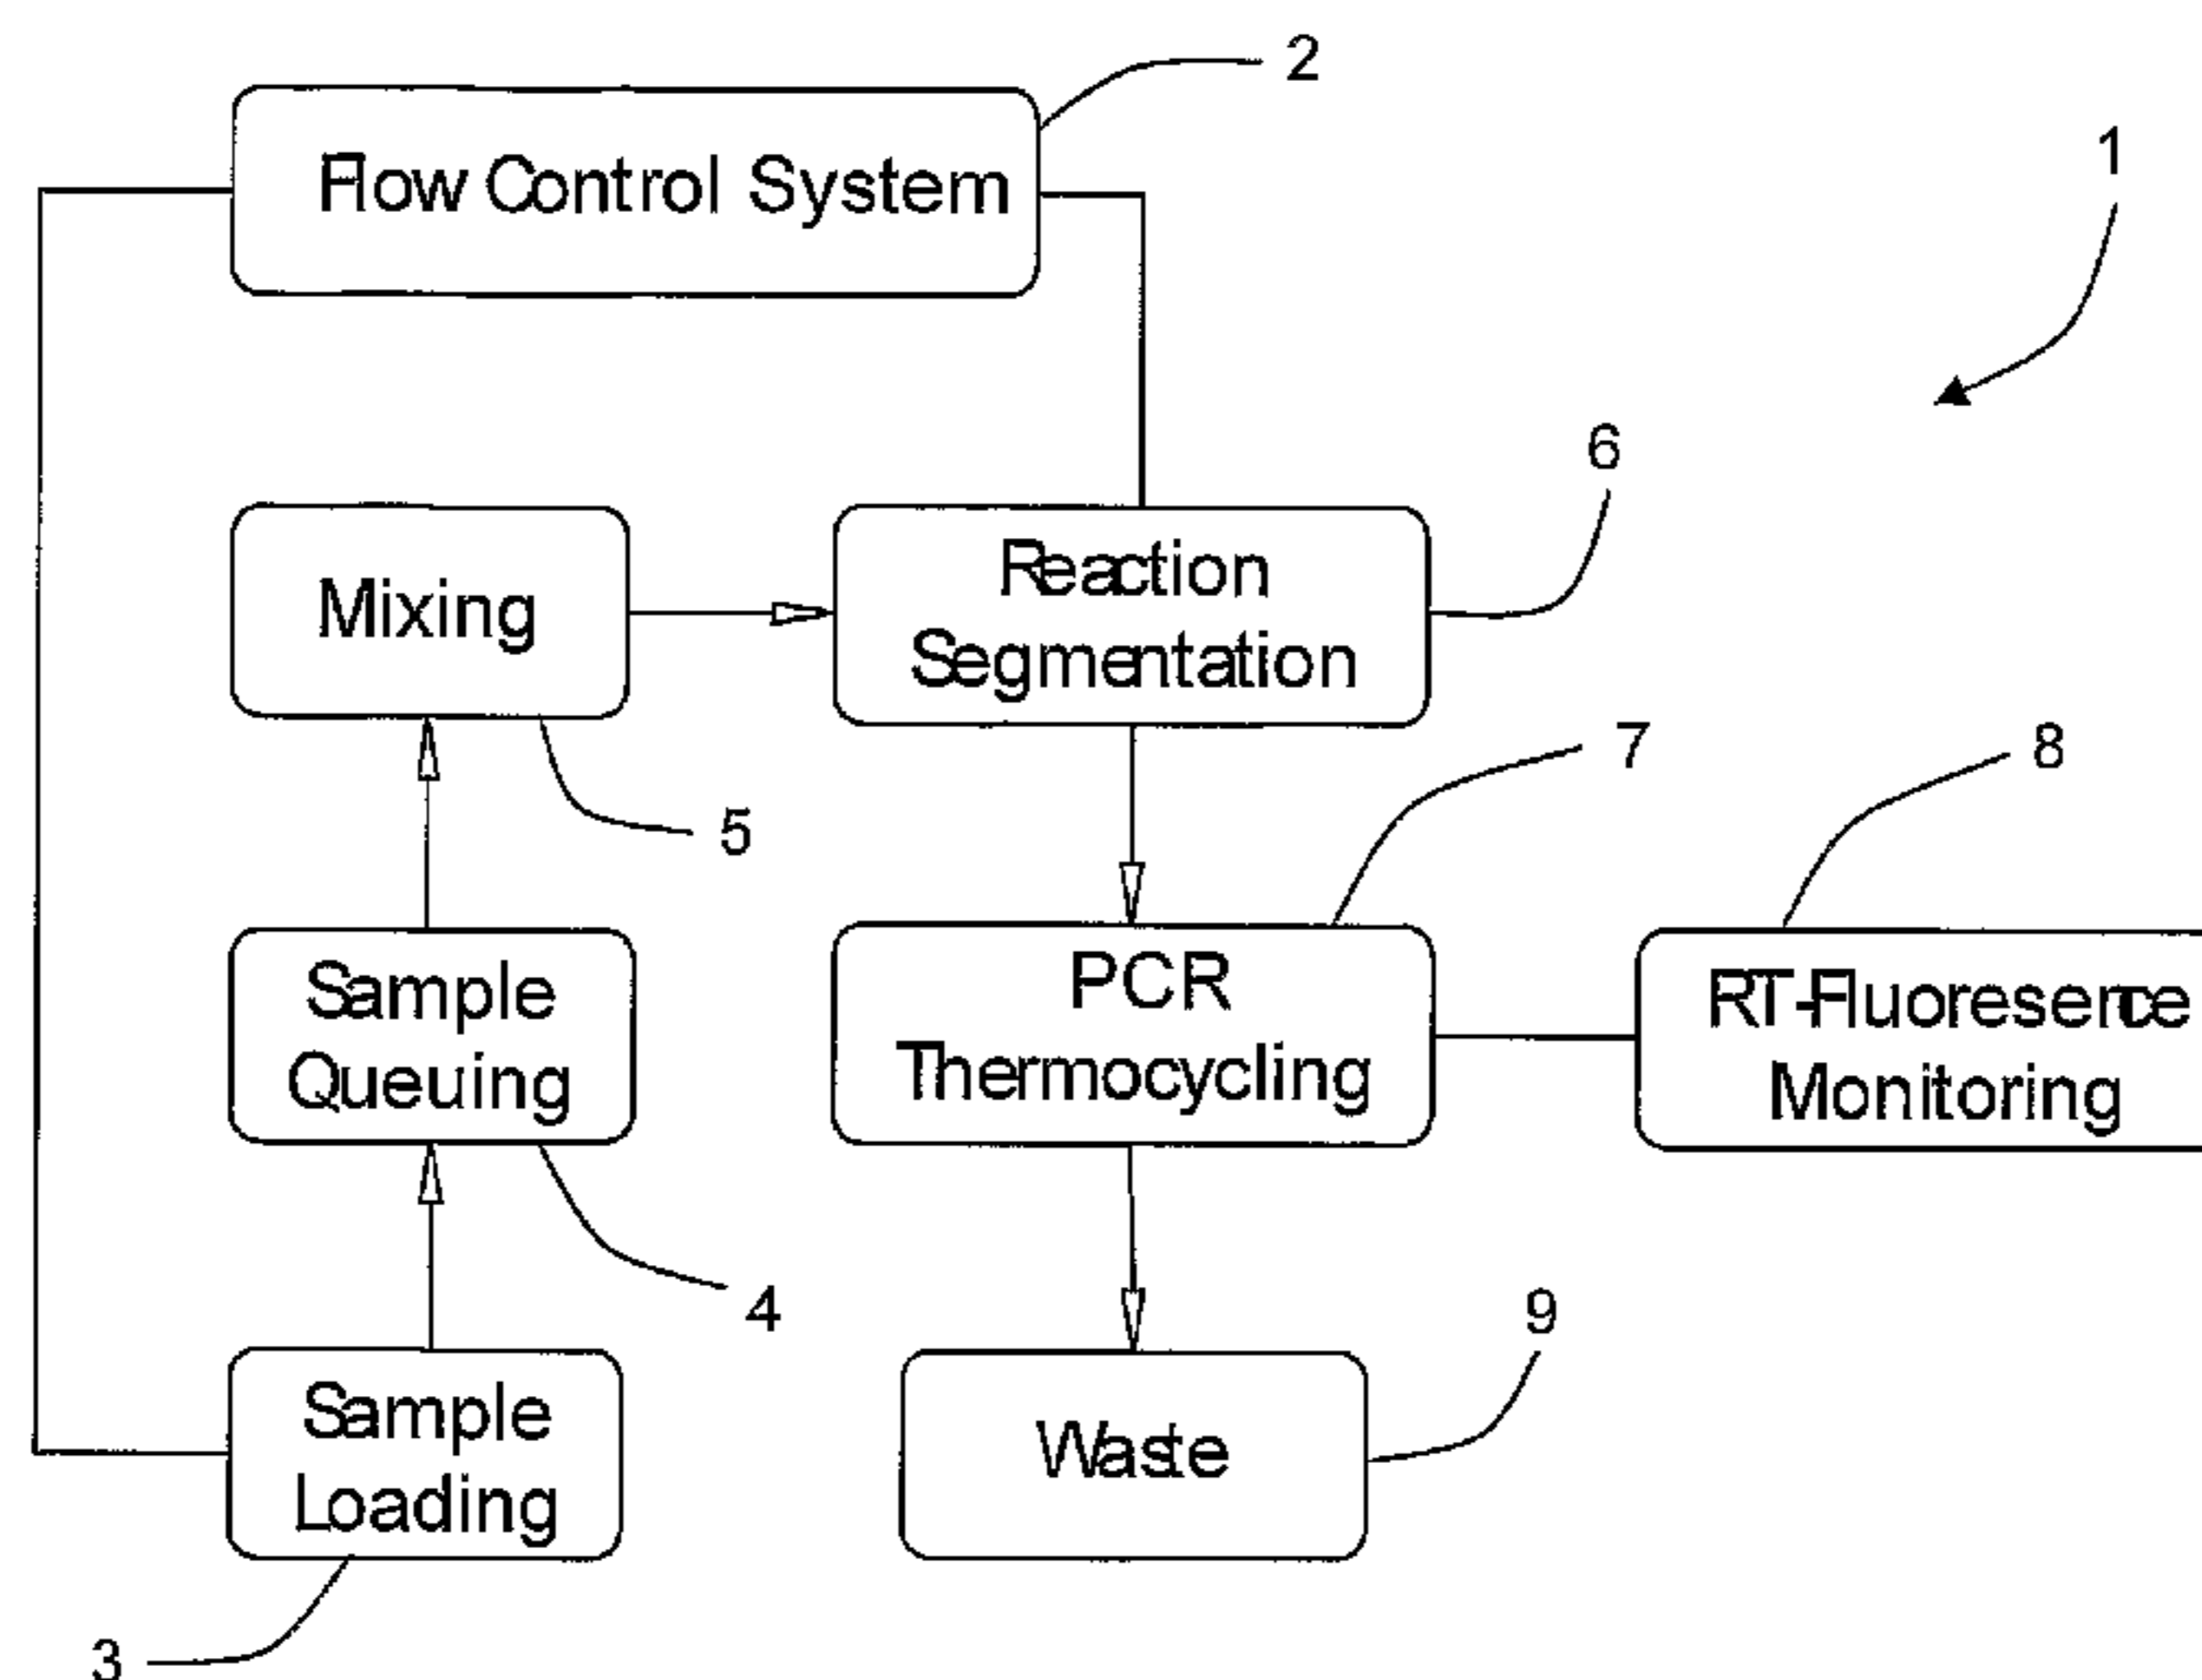 2
Flow Control System
1
6
Mixing
Reaction
Segmentation
7
8
5
Sample
Queuing
PCR
Thermocycling
RT-Fluoresence
Monitoring
4
9
Sample
Loading
Waste
3